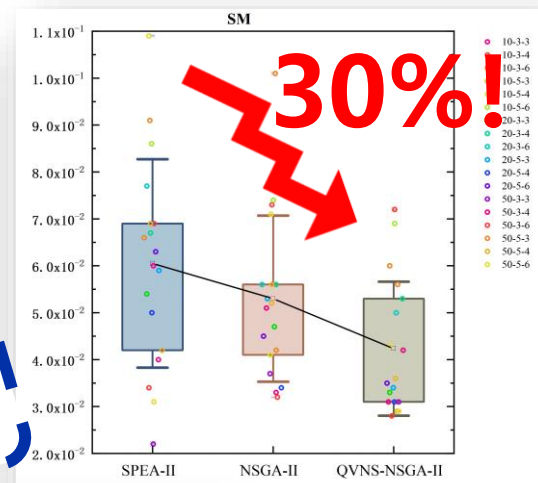 SM
30%!
1.1x10⁻¹
1.0x10⁻¹
9.0x10⁻²
8.0x10⁻²
7.0x10⁻²
6.0x10⁻²
5.0x10⁻²
4.0x10⁻²
3.0x10⁻²
2.0x10⁻²
SPEA-II NSGA-II QVNS-NSGA-II
10-3-3
10-3-4
10-3-6
10-5-3
10-5-4
10-5-6
20-3-3
20-3-4
20-3-6
20-5-3
20-5-4
20-5-6
50-3-3
50-3-4
50-3-6
50-5-3
50-5-4
50-5-6